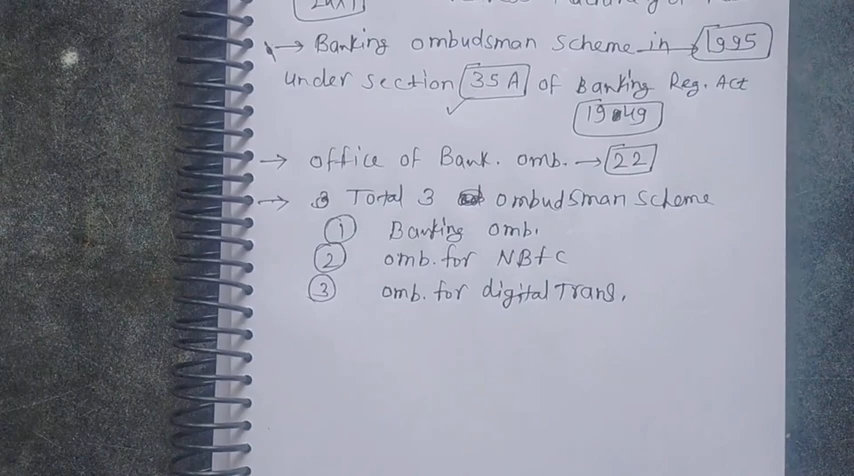 → Banking ombudsman scheme in → 1995
under section 35A of Banking Reg. Act
1949
→ office of Bank. omb. → 22
→ Total 3 ombudsman scheme
① Banking omb.
② omb. for NBFC
③ omb. for digital Trans.